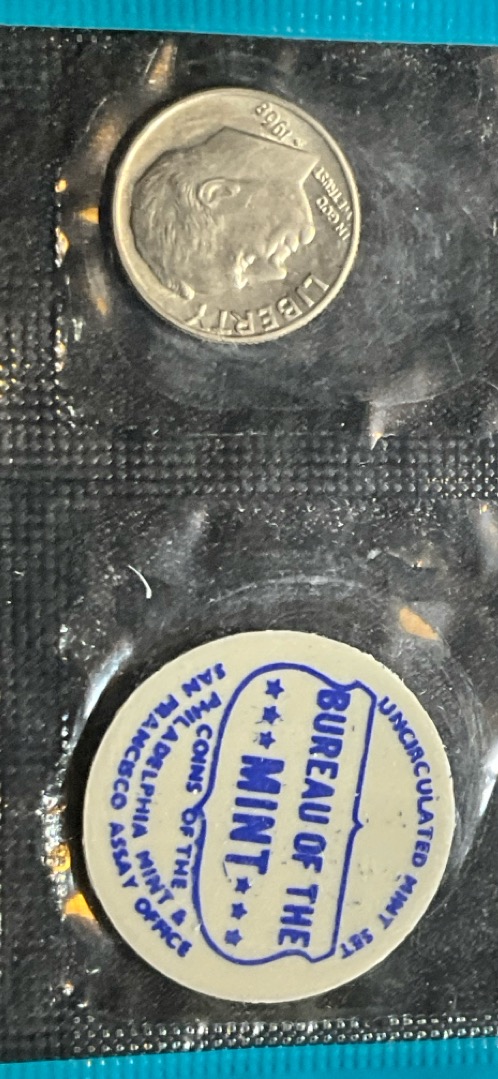 LIBERTY
IN GOD
WE TRUST
1968
UNCIRCULATED MINT SET
BUREAU OF THE
MINT
COINS OF THE
PHILADELPHIA MINT &
SAN FRANCISCO ASSAY OFFICE